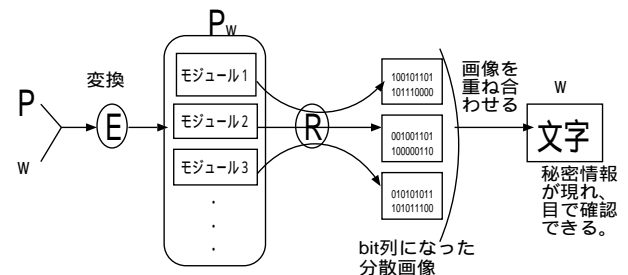 P
w
変換
E
Pw
モジュール1
モジュール2
モジュール3
・
・
・
R
100101101
101110000
001001101
100000110
010101011
101011100
bit列になった
分散画像
画像を
重ね合
わせる
w
文字
秘密情報
が現れ、
目で確認
できる。